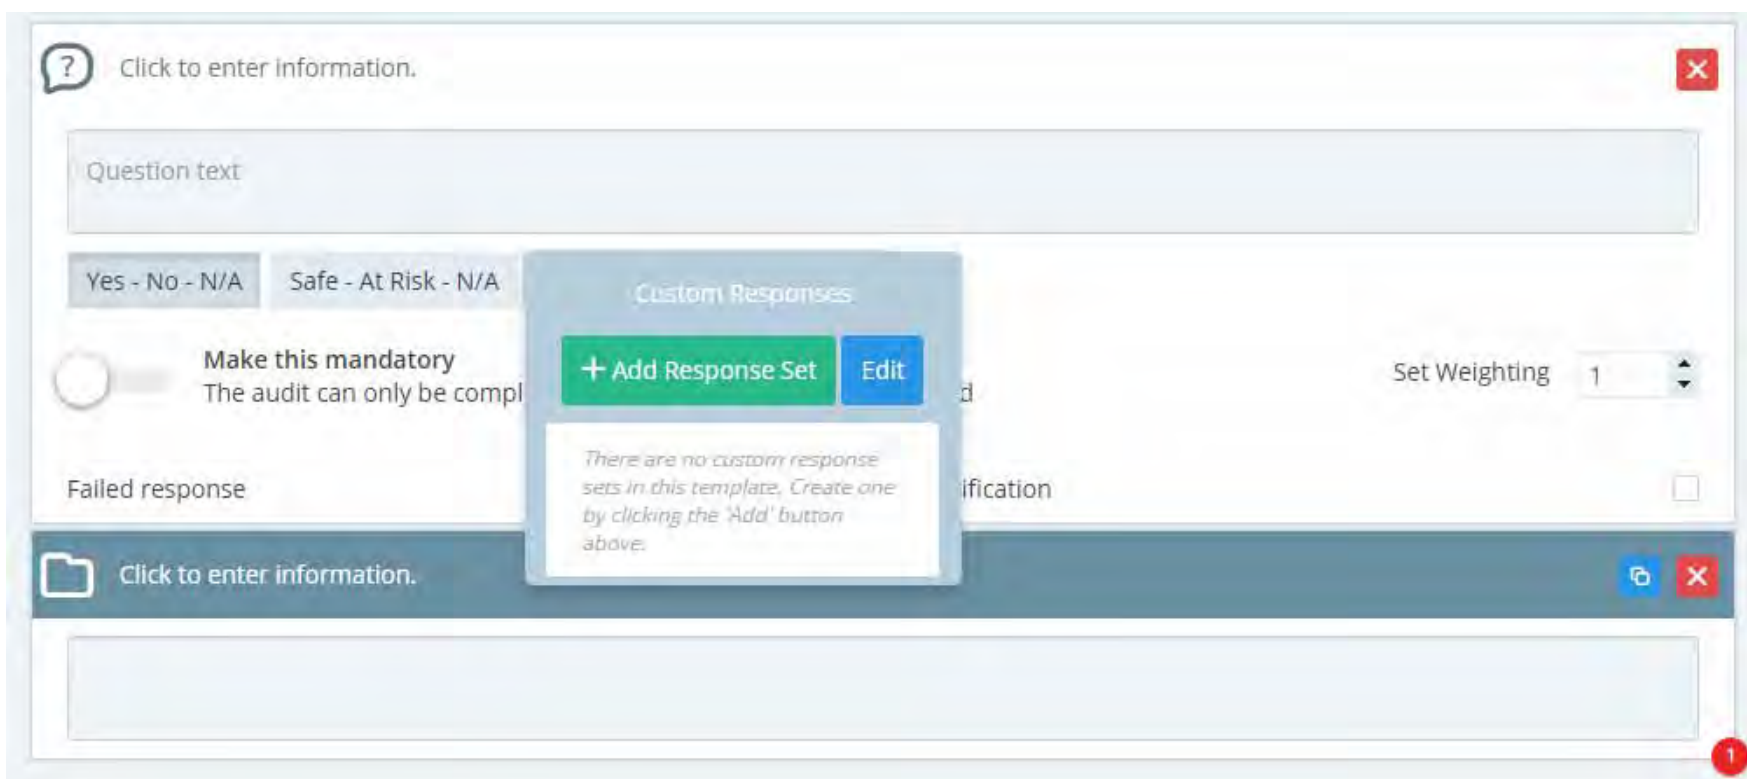 ?
Click to enter information.
Question text
Yes - No - N/A
Safe - At Risk - N/A
Custom Responses
+ Add Response Set
Edit
Make this mandatory
The audit can only be compl
d
Set Weighting
1
There are no custom response
sets in this template. Create one
by clicking the 'Add' button
above.
Failed response
ification
Click to enter information.
1